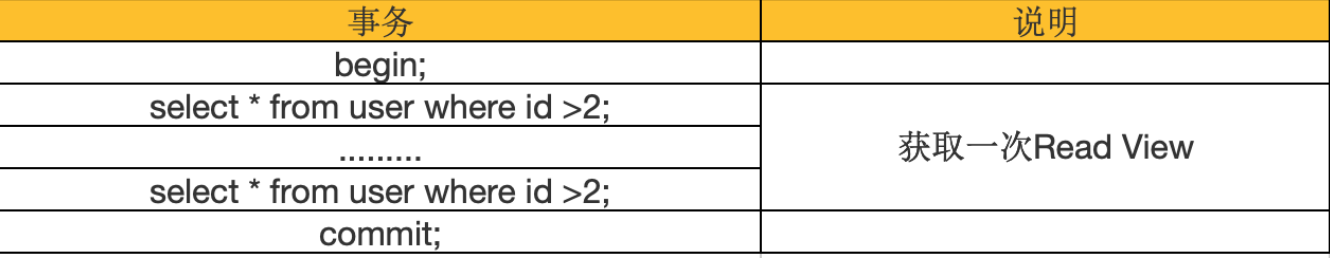 事务 说明
begin;
select * from user where id >2;
获取一次Read View
.........
select * from user where id >2;
commit;